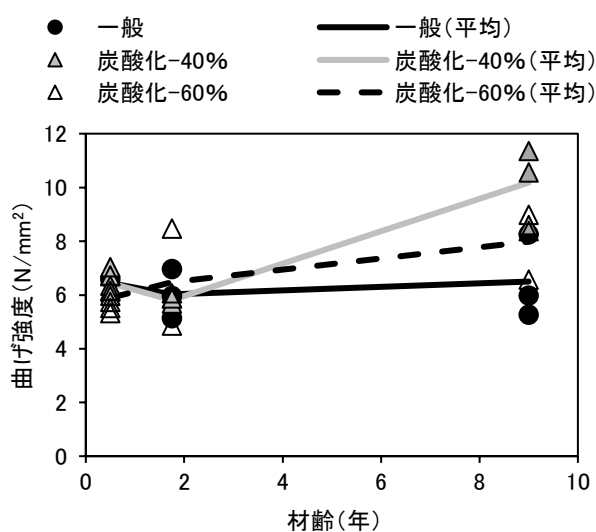 一般
一般(平均)
炭酸化-40%
炭酸化-40%(平均)
炭酸化-60%
炭酸化-60%(平均)
12
10
8
6
4
2
0
曲げ強度(N/mm²)
0 2 4 6 8 10
材齢(年)